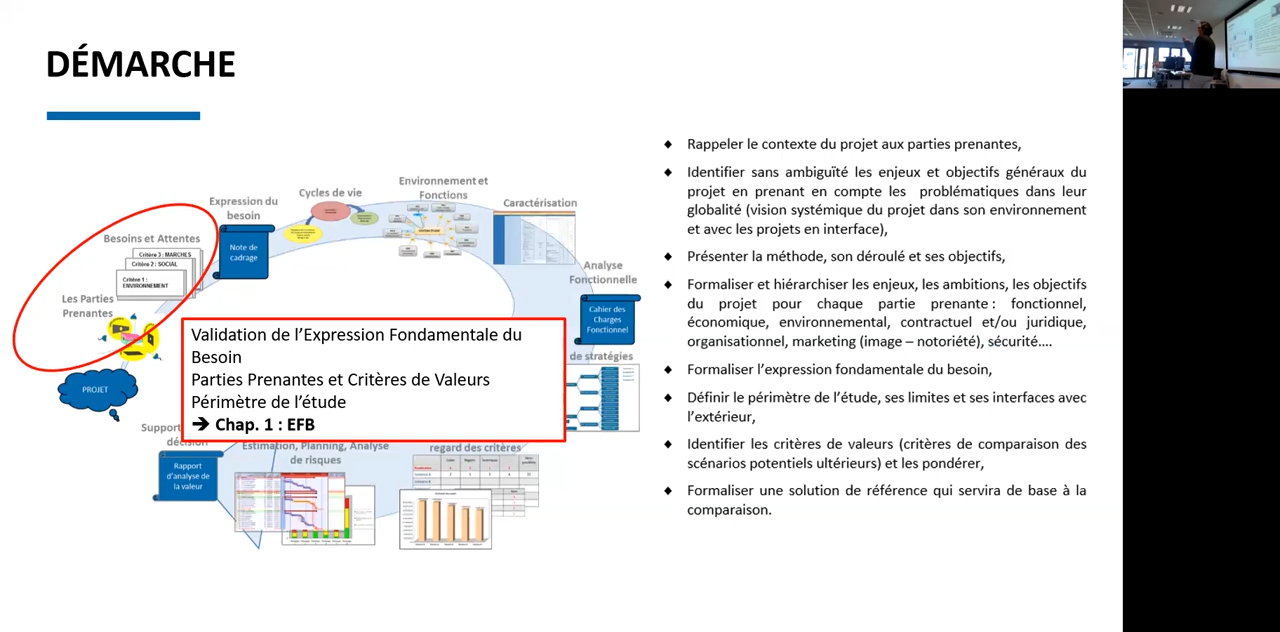 DÉMARCHE
Environnement et
Fonctions
Cycles de vie
Expression du
besoin
Caractérisation
Note de
cadrage
Besoins et Attentes
Critère 3 : MARCHES
Critère 2 : SOCIAL
Critère 1 :
ENVIRONNEMENT
Analyse
Fonctionnelle
Les Parties
Prenantes
Cahier des
Charges
Fonctionnel
Validation de l’Expression Fondamentale du
Besoin
Parties Prenantes et Critères de Valeurs
Périmètre de l’étude
➔ Chap. 1 : EFB
de stratégies
PROJET
Support
décision
Estimation, Planning, Analyse
de risques
regard des critères
Rapport
d’analyse de
la valeur
♦ Rappeler le contexte du projet aux parties prenantes,
♦ Identifier sans ambiguïté les enjeux et objectifs généraux du
projet en prenant en compte les problématiques dans leur
globalité (vision systémique du projet dans son environnement
et avec les projets en interface),
♦ Présenter la méthode, son déroulé et ses objectifs,
♦ Formaliser et hiérarchiser les enjeux, les ambitions, les objectifs
du projet pour chaque partie prenante : fonctionnel,
économique, environnemental, contractuel et/ou juridique,
organisationnel, marketing (image – notoriété), sécurité….
♦ Formaliser l’expression fondamentale du besoin,
♦ Définir le périmètre de l’étude, ses limites et ses interfaces avec
l’extérieur,
♦ Identifier les critères de valeurs (critères de comparaison des
scénarios potentiels ultérieurs) et les pondérer,
♦ Formaliser une solution de référence qui servira de base à la
comparaison.